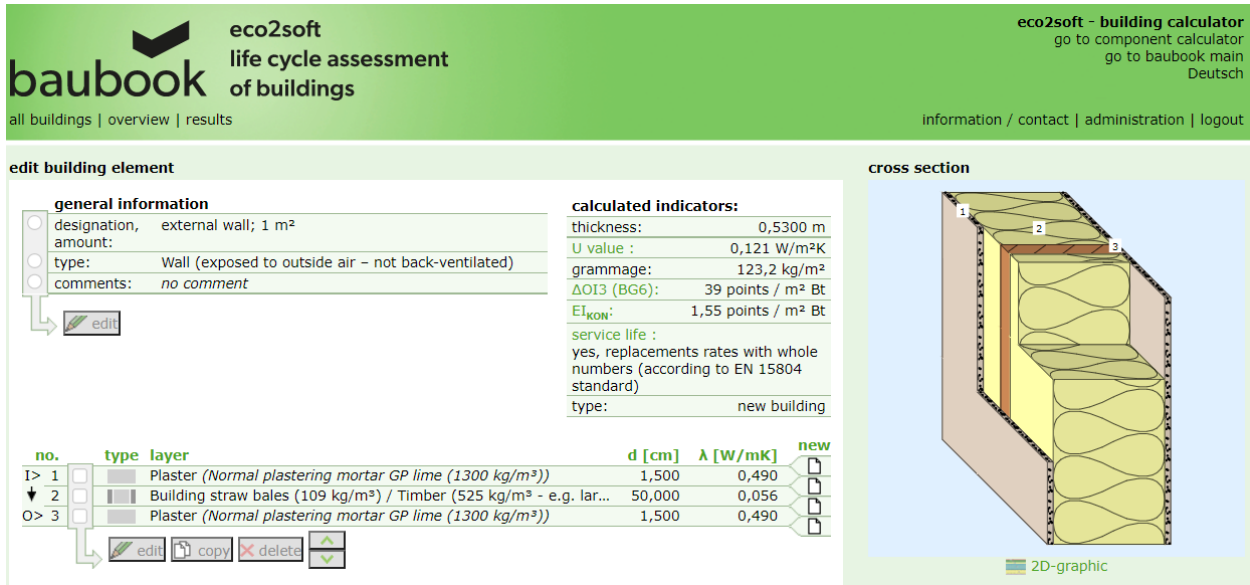 baubook
eco2soft
life cycle assessment
of buildings
eco2soft - building calculator
go to component calculator
go to baubook main
Deutsch
all buildings | overview | results
information / contact | administration | logout
edit building element
general information
designation, amount: external wall; 1 m²
type: Wall (exposed to outside air – not back-ventilated)
comments: no comment
edit
calculated indicators:
thickness: 0,5300 m
U value : 0,121 W/m²K
grammage: 123,2 kg/m²
ΔOI3 (BG6): 39 points / m² Bt
EIKON: 1,55 points / m² Bt
service life :
yes, replacements rates with whole
numbers (according to EN 15804
standard)
type: new building
no. type layer d [cm] λ [W/mK] new
I> 1 Plaster (Normal plastering mortar GP lime (1300 kg/m³)) 1,500 0,490
2 Building straw bales (109 kg/m³) / Timber (525 kg/m³ - e.g. lar... 50,000 0,056
O> 3 Plaster (Normal plastering mortar GP lime (1300 kg/m³)) 1,500 0,490
edit copy delete
cross section
1
2
3
2D-graphic